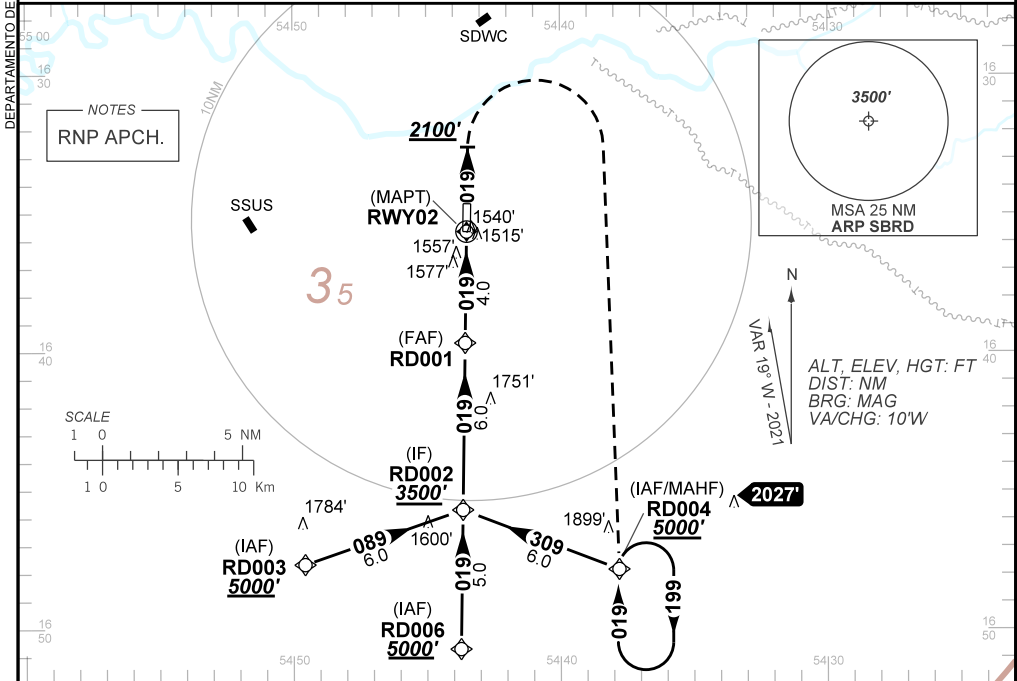 DEPARTAMENTO DE
55 00
54 50
54 40
54 30
SDWC
16
30
16
30
NOTES
RNP APCH.
10NM
3500'
MSA 25 NM
ARP SBRD
2100'
019
(MAPT)
RWY02
1540'
1515'
1557'
1577'
SSUS
35
019
4.0
N
VAR 19° W - 2021
(FAF)
RD001
16
40
16
40
ALT, ELEV, HGT: FT
DIST: NM
BRG: MAG
VA/CHG: 10'W
1751'
019
6.0
SCALE
1 0 5 NM
1 0 5 10 Km
(IF)
RD002
3500'
(IAF/MAHF)
RD004
5000'
2027'
1784'
1600'
1899'
089
6.0
309
6.0
(IAF)
RD003
5000'
019
5.0
019
199
(IAF)
RD006
5000'
16
50
16
50
54 50
54 40
54 30